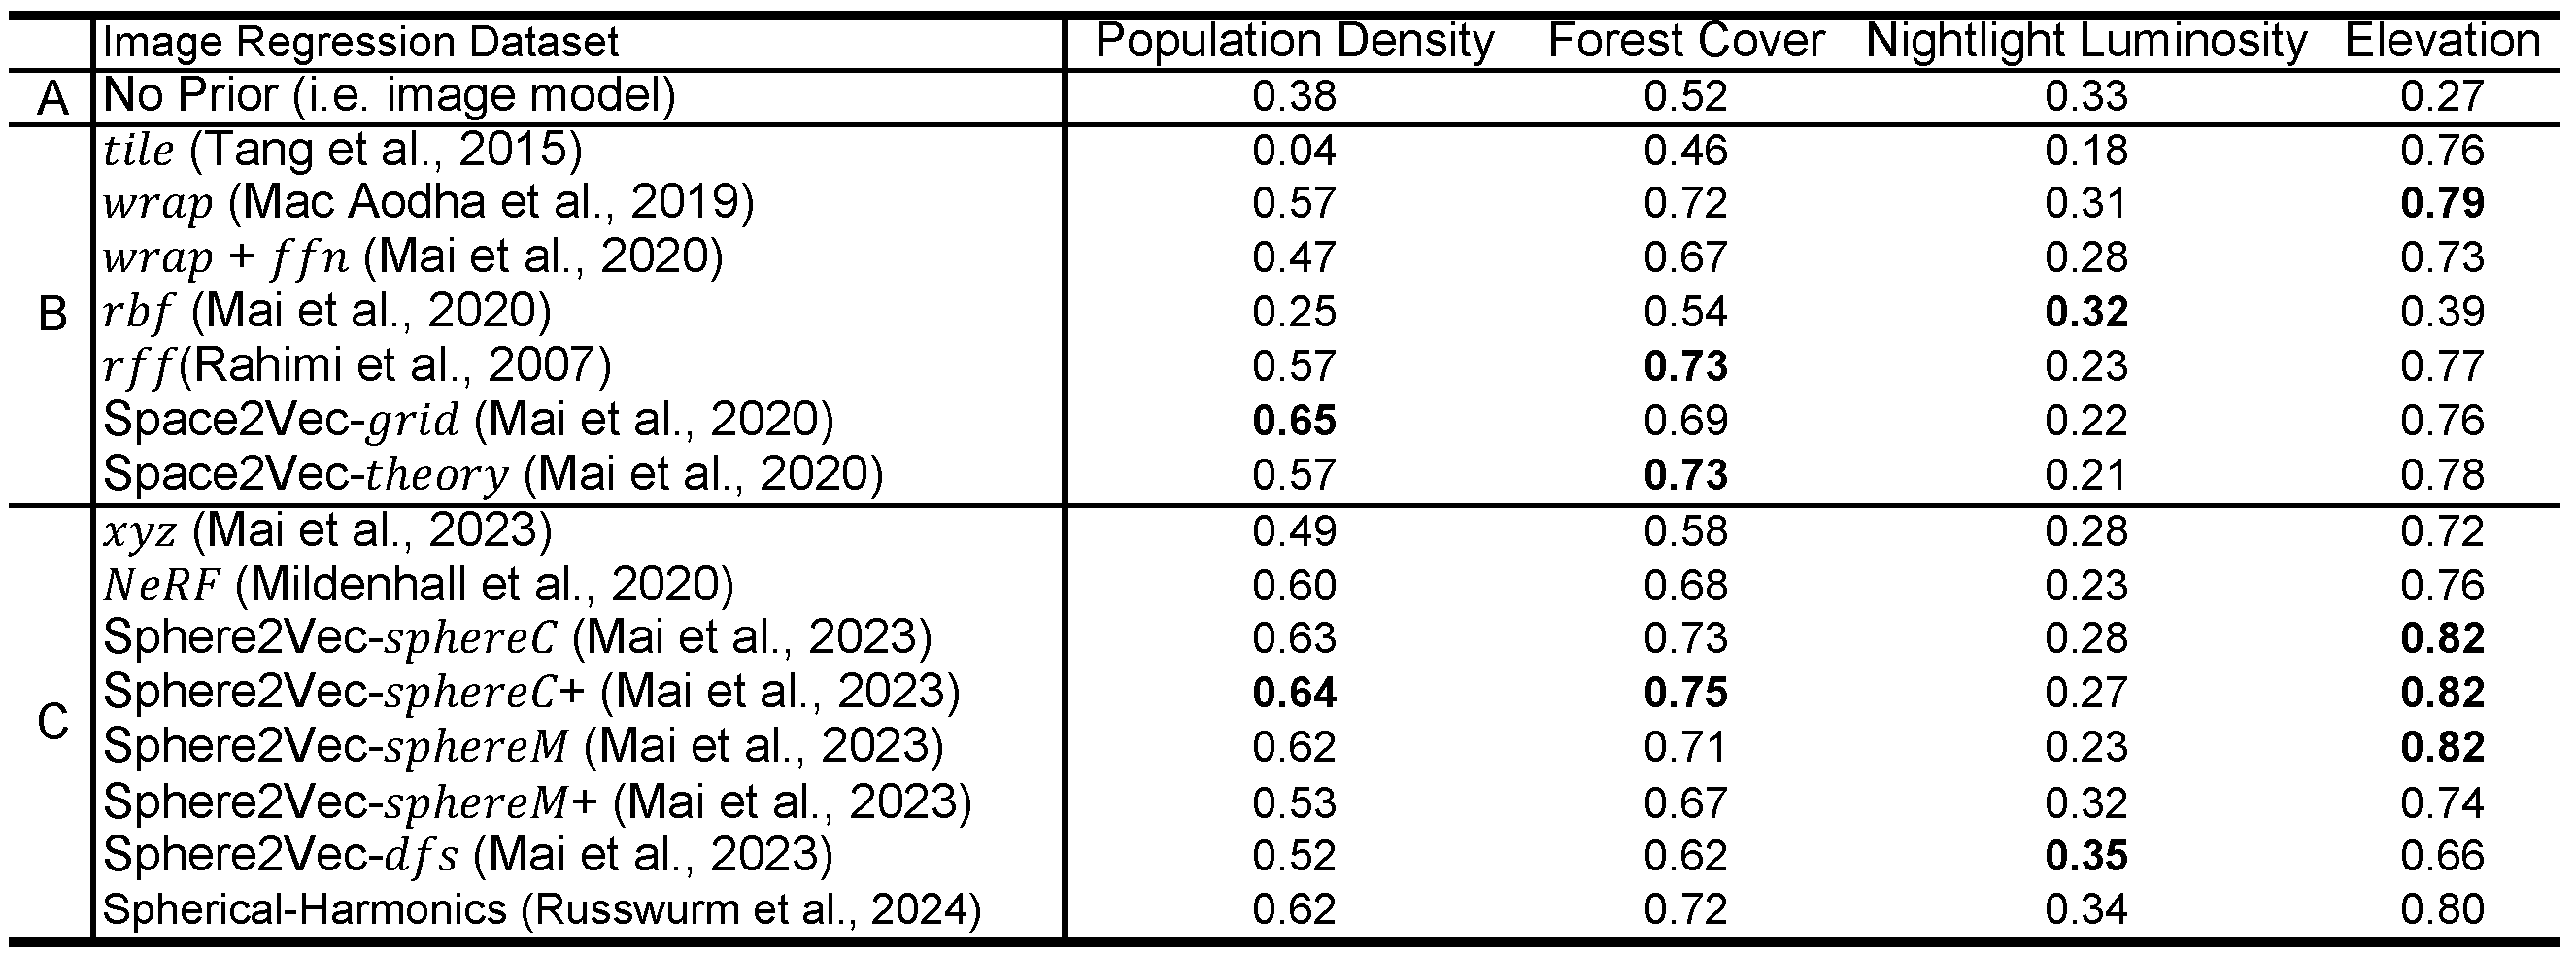 Image Regression Dataset Population Density Forest Cover Nightlight Luminosity Elevation
A No Prior (i.e. image model) 0.38 0.52 0.33 0.27
tile (Tang et al., 2015) 0.04 0.46 0.18 0.76
wrap (Mac Aodha et al., 2019) 0.57 0.72 0.31 0.79
wrap + ffn (Mai et al., 2020) 0.47 0.67 0.28 0.73
B rbf (Mai et al., 2020) 0.25 0.54 0.32 0.39
rff(Rahimi et al., 2007) 0.57 0.73 0.23 0.77
Space2Vec-grid (Mai et al., 2020) 0.65 0.69 0.22 0.76
Space2Vec-theory (Mai et al., 2020) 0.57 0.73 0.21 0.78
xyz (Mai et al., 2023) 0.49 0.58 0.28 0.72
NeRF (Mildenhall et al., 2020) 0.60 0.68 0.23 0.76
Sphere2Vec-sphereC (Mai et al., 2023) 0.63 0.73 0.28 0.82
Sphere2Vec-sphereC+ (Mai et al., 2023) 0.64 0.75 0.27 0.82
C Sphere2Vec-sphereM (Mai et al., 2023) 0.62 0.71 0.23 0.82
Sphere2Vec-sphereM+ (Mai et al., 2023) 0.53 0.67 0.32 0.74
Sphere2Vec-dfs (Mai et al., 2023) 0.52 0.62 0.35 0.66
Spherical-Harmonics (Russwurm et al., 2024) 0.62 0.72 0.34 0.80